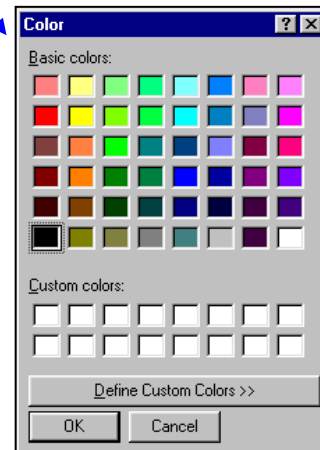 Color
Basic colors:
Custom colors:
Define Custom Colors >>
OK Cancel